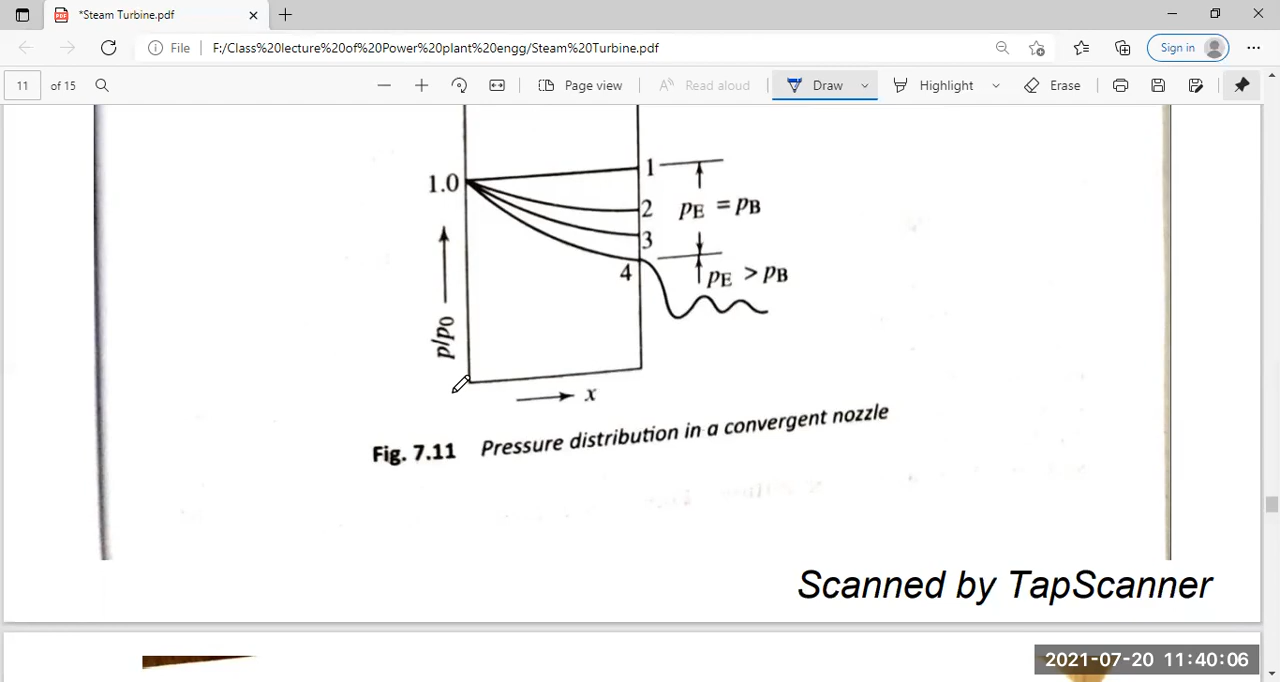 *Steam Turbine.pdf
File F:/Class%20lecture%20of%20Power%20plant%20engg/Steam%20Turbine.pdf
Sign in
11 of 15
Page view
Read aloud
Draw
Highlight
Erase
1.0
1
2
3
4
pE = pB
pE > pB
p/p0
x
Fig. 7.11 Pressure distribution in a convergent nozzle
Scanned by TapScanner
2021-07-20 11:40:06